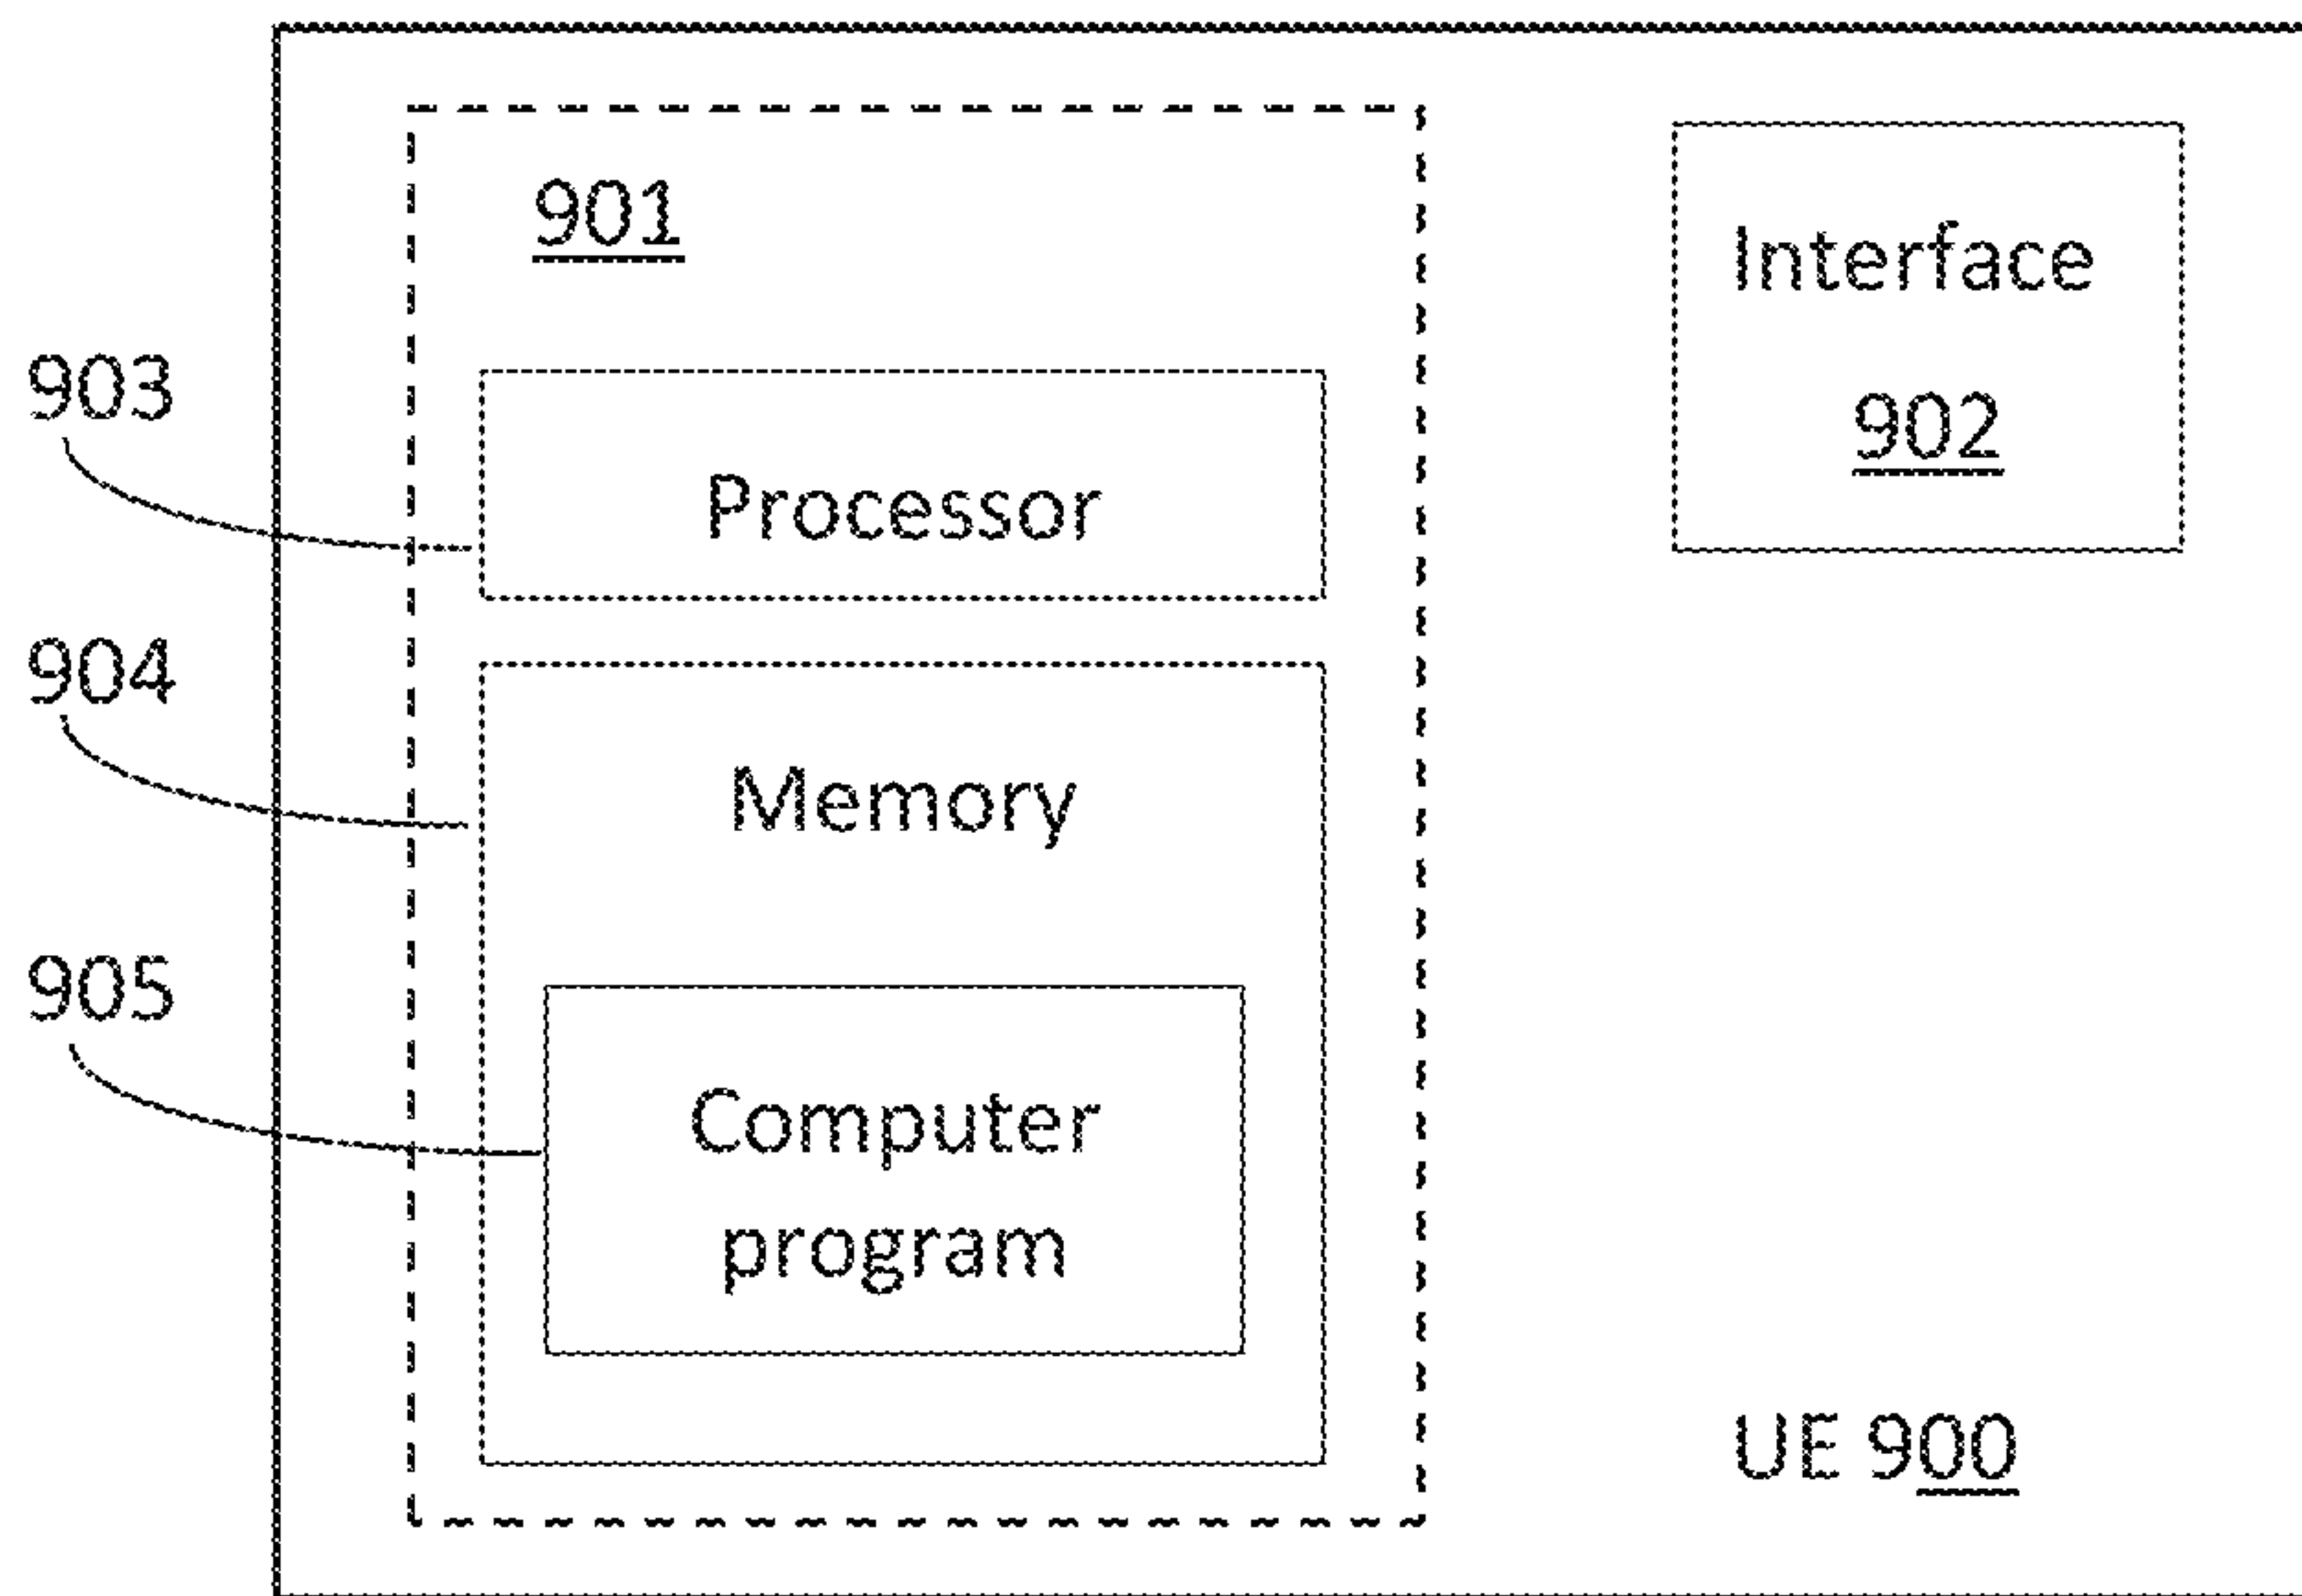 901
Interface
902
903
Processor
904
Memory
905
Computer
program
UE 900